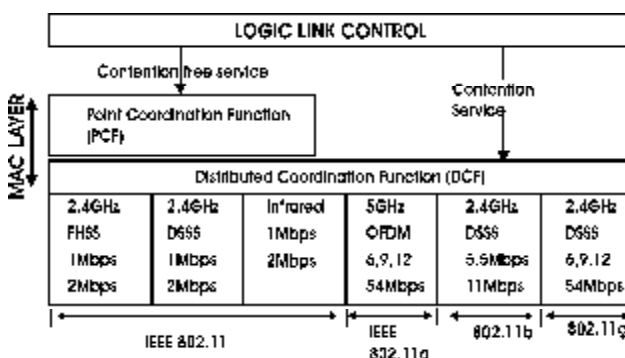 LOGIC LINK CONTROL
Contention free service
Contention
Service
MAC LAYER
Point Coordination Function
(PCF)
Distributed Coordination Function (DCF)
2.4GHz 2.4GHz Infrared 5GHz 2.4GHz 2.4GHz
FHSS DSSS 1Mbps OFDM DSSS DSSS
1Mbps 1Mbps 2Mbps 6,9,12 5.5Mbps 6,9,12
2Mbps 2Mbps 54Mbps 11Mbps 54Mbps
IEEE 802.11 IEEE 802.11b 802.11g
802.11a